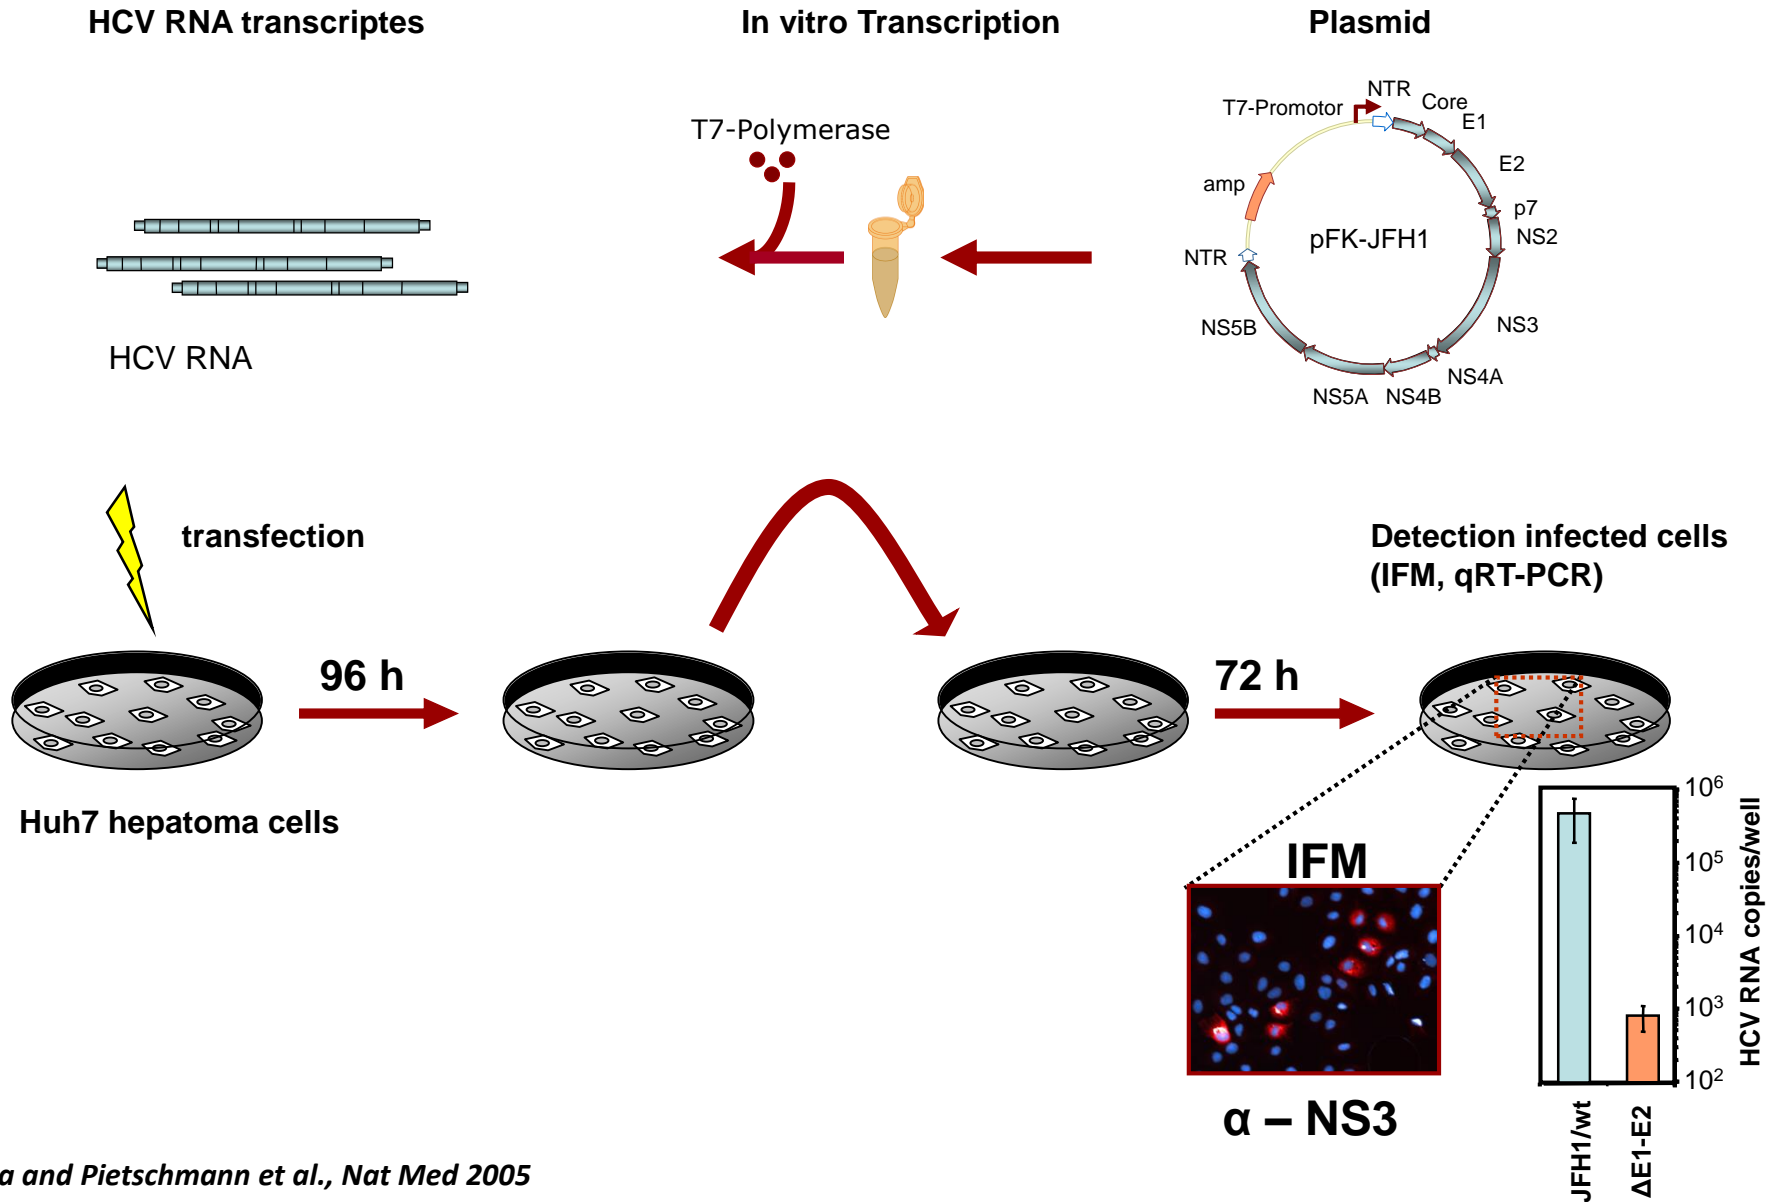 HCV RNA transcriptes
In vitro Transcription
Plasmid
T7-Polymerase
HCV RNA
T7-Promotor
NTR
Core
E1
E2
p7
NS2
NS3
NS4A
NS4B
NS5A
NS5B
NTR
amp
pFK-JFH1
transfection
Detection infected cells
(IFM, qRT-PCR)
96 h
72 h
Huh7 hepatoma cells
IFM
α – NS3
10⁶
10⁵
10⁴
10³
10²
HCV RNA copies/well
JFH1/wt
ΔE1-E2
a and Pietschmann et al., Nat Med 2005